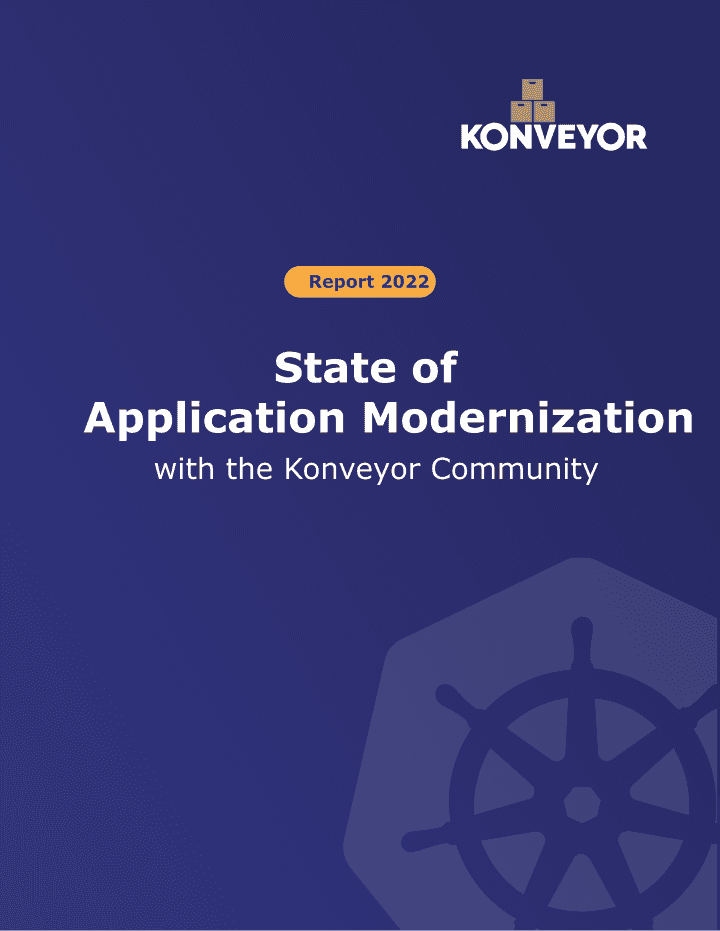 KONVEYOR
Report 2022
State of
Application Modernization
with the Konveyor Community